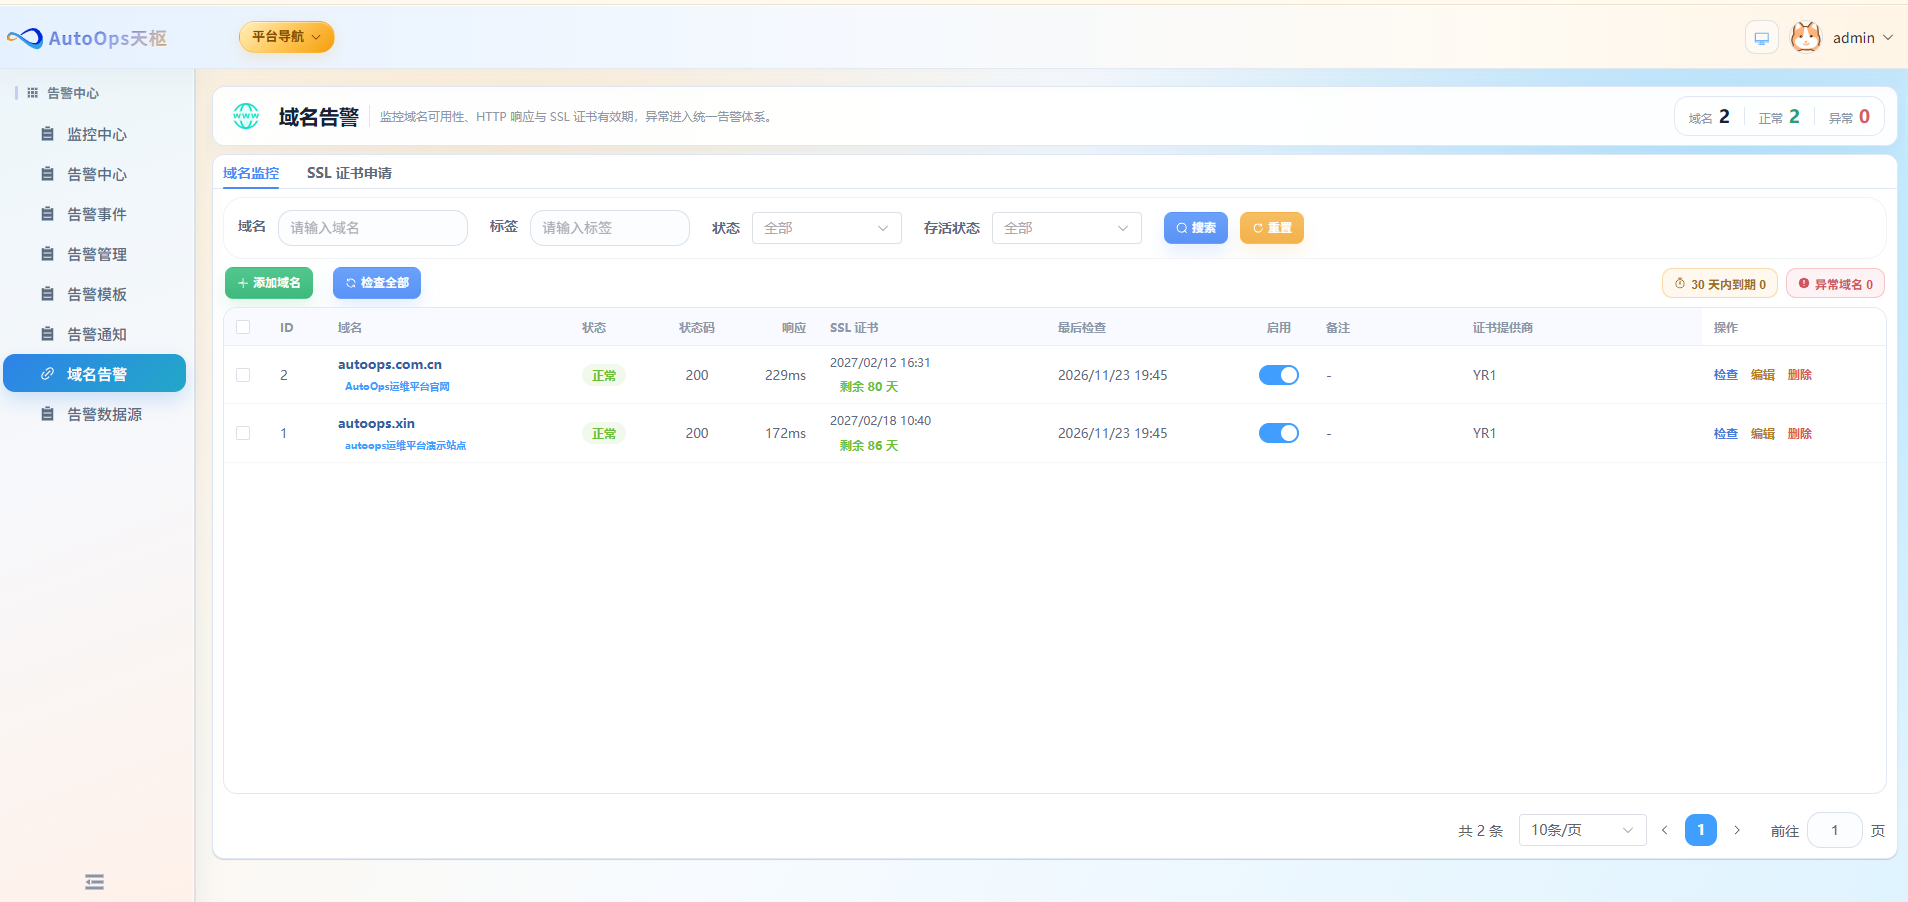 AutoOps天枢
平台导航
admin
告警中心
监控中心
告警中心
告警事件
告警管理
告警模板
告警通知
域名告警
告警数据源
域名告警 监控域名可用性、HTTP 响应与 SSL 证书有效期，异常进入统一告警体系。
域名 2 正常 2 异常 0
域名监控 SSL 证书申请
域名 请输入域名 标签 请输入标签 状态 全部 存活状态 全部 搜索 重置
添加域名 检查全部 30 天内到期 0 异常域名 0
ID 域名 状态 状态码 响应 SSL 证书 最后检查 启用 备注 证书提供商 操作
2 autoops.com.cn 正常 200 229ms 2027/02/12 16:31 2026/11/23 19:45 - YR1 检查 编辑 删除
AutoOps运维平台官网 剩余 80 天
1 autoops.xin 正常 200 172ms 2027/02/18 10:40 2026/11/23 19:45 - YR1 检查 编辑 删除
autoops运维平台演示站点 剩余 86 天
共 2 条 10条/页 1 前往 1 页
www